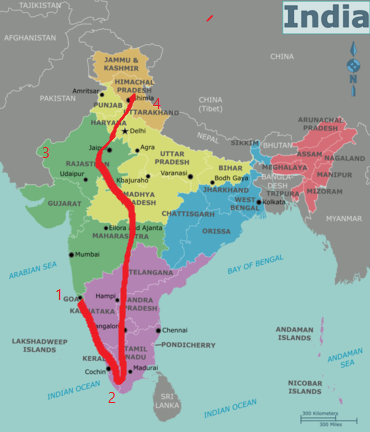 TAJIKISTAN
India
AFGHANISTAN
JAMMU &
KASHMIR
CHINA
N
HIMACHAL
PRADESH
PAKISTAN
Amritsar
Shimla
4
CHINA
(Tibet)
PUNJAB
UTTARAKHAND
HARYANA
Delhi
ARUNACHAL
PRADESH
3
Jaipur
Agra
NEPAL
SIKKIM
BHUTAN
ASSAM
NAGALAND
RAJASTHAN
UTTAR
PRADESH
Udaipur
Khajuraho
Varanasi
BIHAR
MEGHALAYA
MANIPUR
Bodh Gaya
BANGLA-
DESH
TRIPURA
MIZORAM
GUJARAT
MADHYA
PRADESH
JHARKHAND
WEST
BENGAL
Kolkata
CHATTISGARH
MYANMAR
Ellora and Ajanta
MAHARASHTRA
ORISSA
Mumbai
TELANGANA
ARABIAN SEA
BAY OF BENGAL
1
GOA
Hampi
ANDHRA
PRADESH
KARNATAKA
Bangalore
Chennai
ANDAMAN
ISLANDS
LAKSHADWEEP
ISLANDS
PONDICHERRY
TAMIL
NADU
KERALA
ANDAMAN
SEA
Cochin
Madurai
2
INDIAN OCEAN
SRI
LANKA
NICOBAR
ISLANDS
INDIAN OCEAN
300 Kilometers
300 Miles